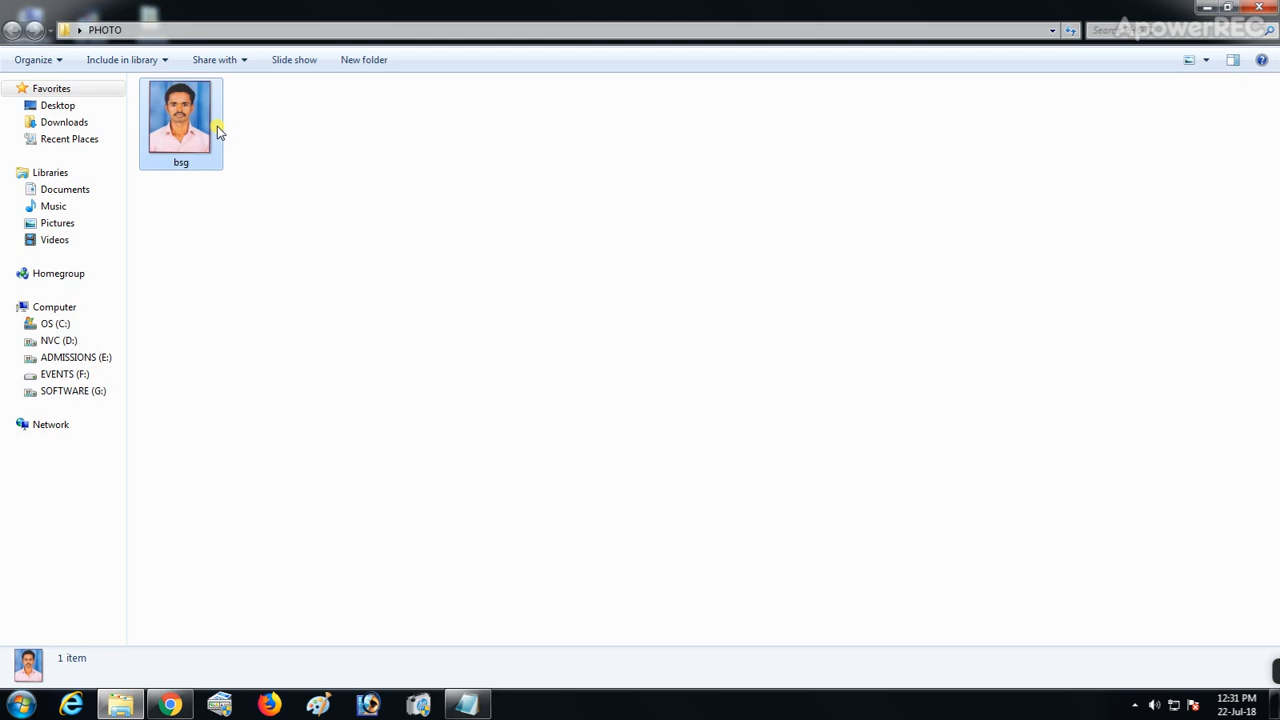 PHOTO
ApowerREC
Organize
Include in library
Share with
Slide show
New folder
Favorites
Desktop
Downloads
Recent Places
Libraries
Documents
Music
Pictures
Videos
Homegroup
Computer
OS (C:)
NVC (D:)
ADMISSIONS (E:)
EVENTS (F:)
SOFTWARE (G:)
Network
bsg
1 item
12:31 PM
22-Jul-18